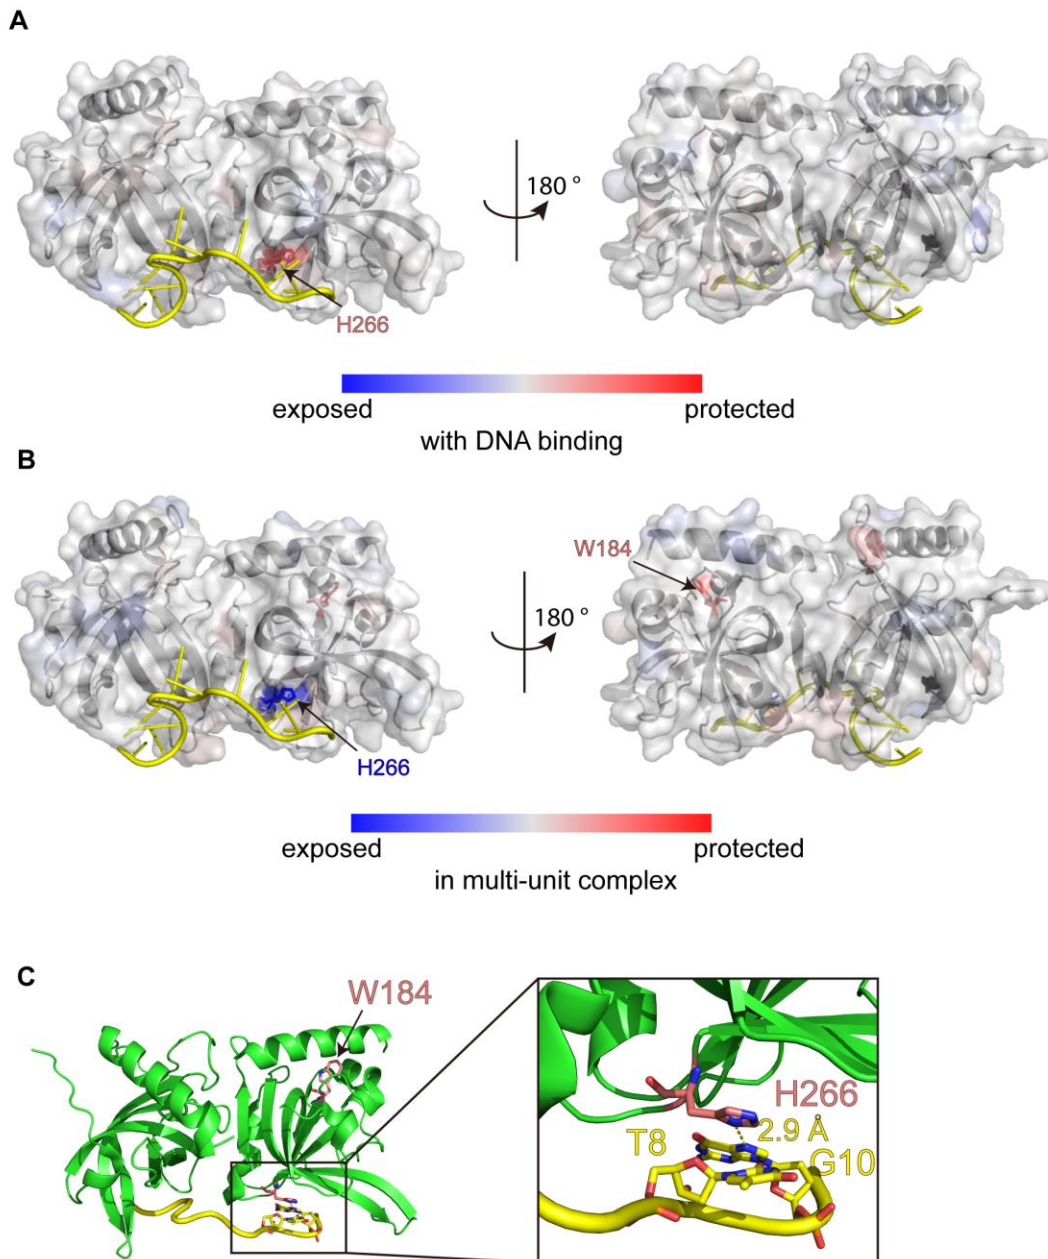 A
180 °
H266
exposed
protected
with DNA binding
B
W184
180 °
H266
exposed
protected
in multi-unit complex
C
W184
H266
2.9 Å
T8
G10